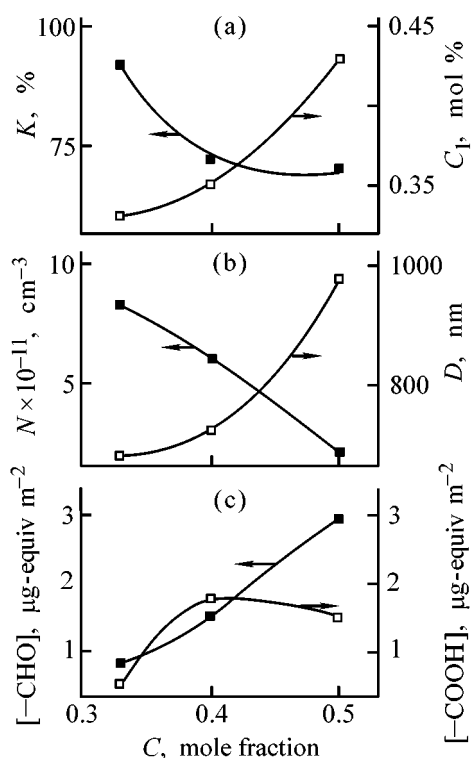 (a)
100
75
K, %
0.45
0.35
C₁, mol %
(b)
10
5
N×10⁻¹¹, cm⁻³
1000
800
D, nm
(c)
3
2
1
[−CHO], μg-equiv m⁻²
3
2
1
[−COOH], μg-equiv m⁻²
0.3 0.4 0.5
C, mole fraction